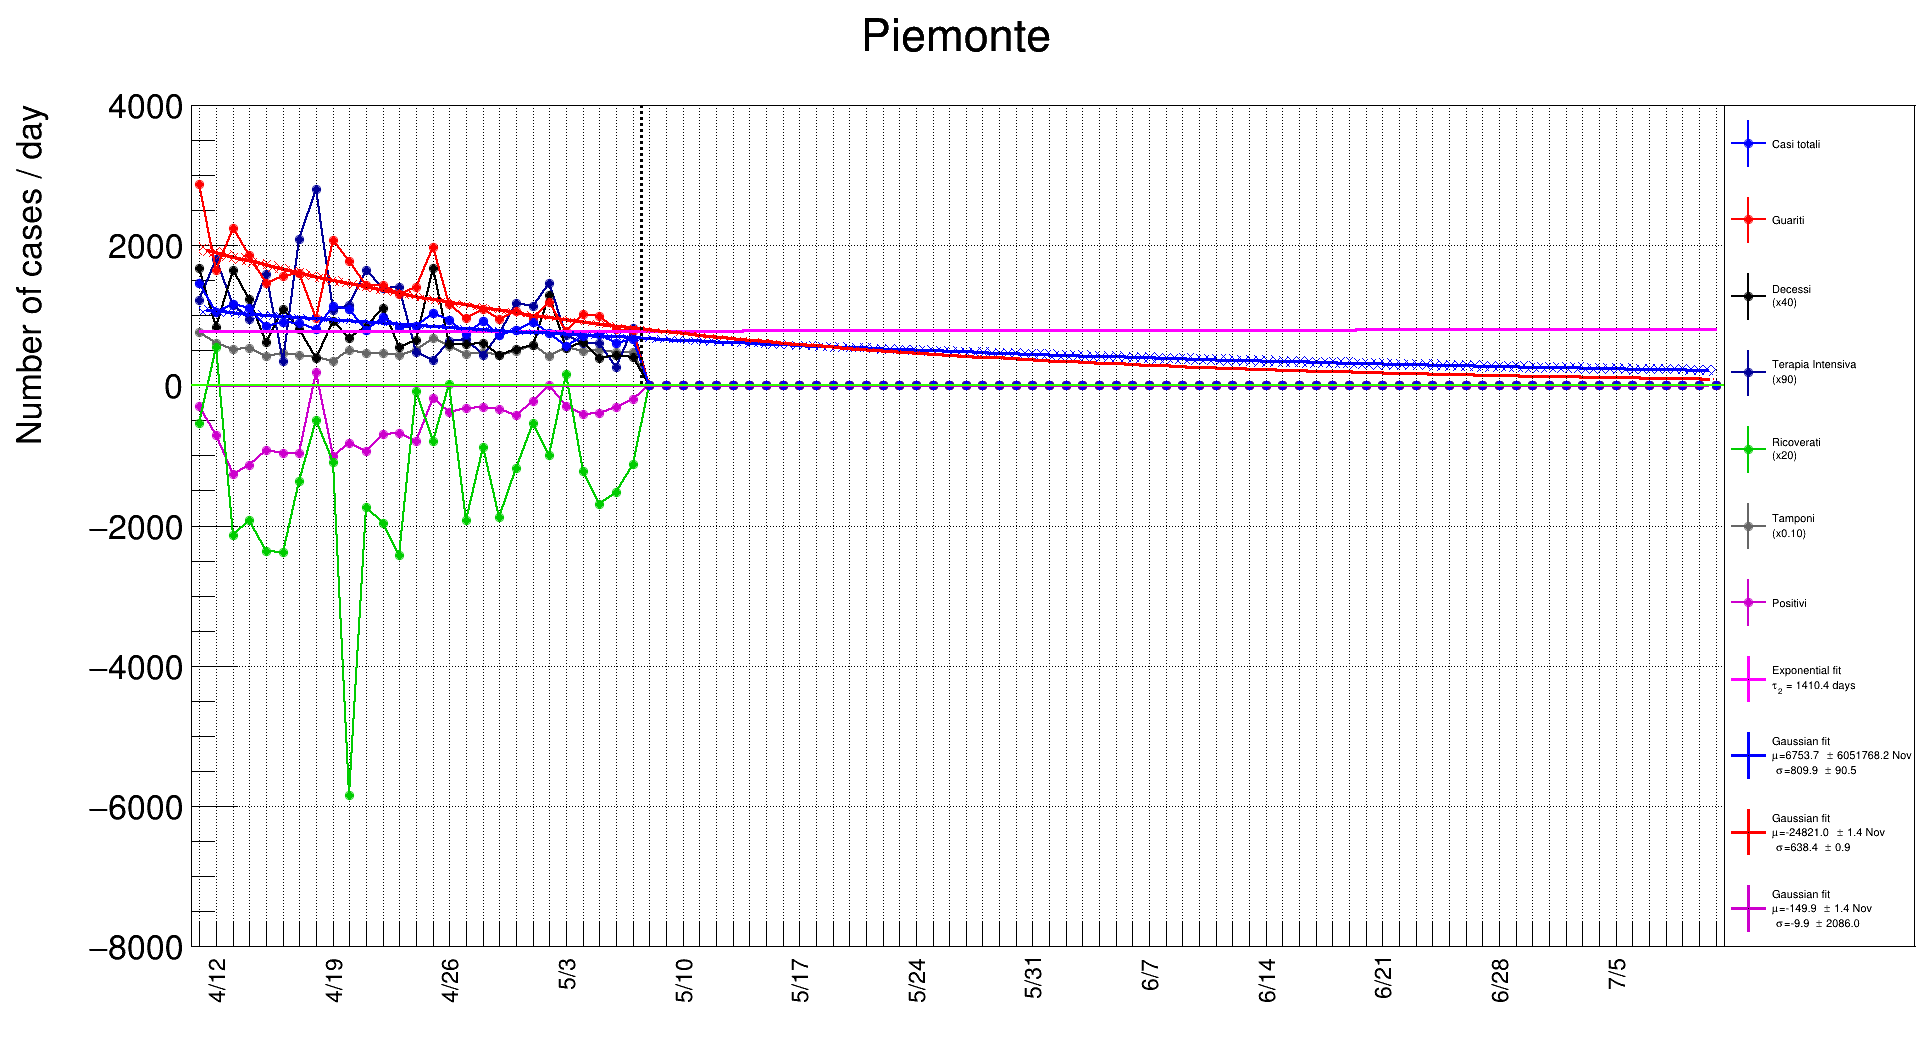 Piemonte
Number of cases / day
4000
2000
0
−2000
−4000
−6000
−8000
4/12
4/19
4/26
5/3
5/10
5/17
5/24
5/31
6/7
6/14
6/21
6/28
7/5
Casi totali
Guariti
Decessi
(x40)
Terapia Intensiva
(x90)
Ricoverati
(x20)
Tamponi
(x0.10)
Positivi
Exponential fit
τ2 = 1410.4 days
Gaussian fit
μ=6753.7 ± 6051768.2 Nov
σ=809.9 ± 90.5
Gaussian fit
μ=-24821.0 ± 1.4 Nov
σ=638.4 ± 0.9
Gaussian fit
μ=-149.9 ± 1.4 Nov
σ=-9.9 ± 2086.0